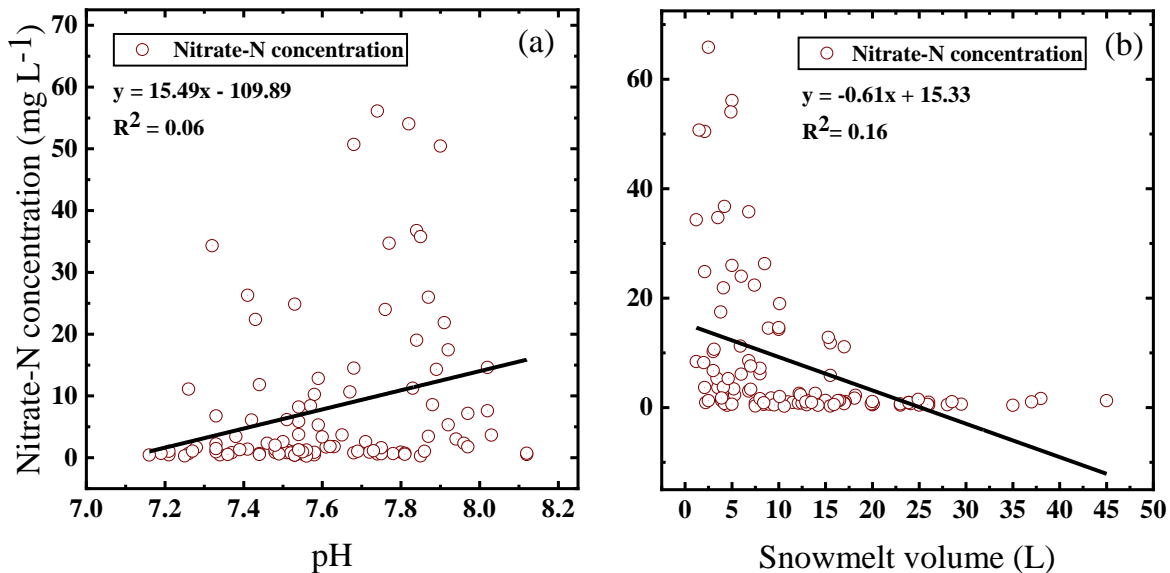 Nitrate-N concentration (mg L-1)
70
60
50
40
30
20
10
0
(a)
Nitrate-N concentration
y = 15.49x - 109.89
R2 = 0.06
7.0 7.2 7.4 7.6 7.8 8.0 8.2
pH
60
40
20
0
(b)
Nitrate-N concentration
y = -0.61x + 15.33
R2= 0.16
0 5 10 15 20 25 30 35 40 45 50
Snowmelt volume (L)